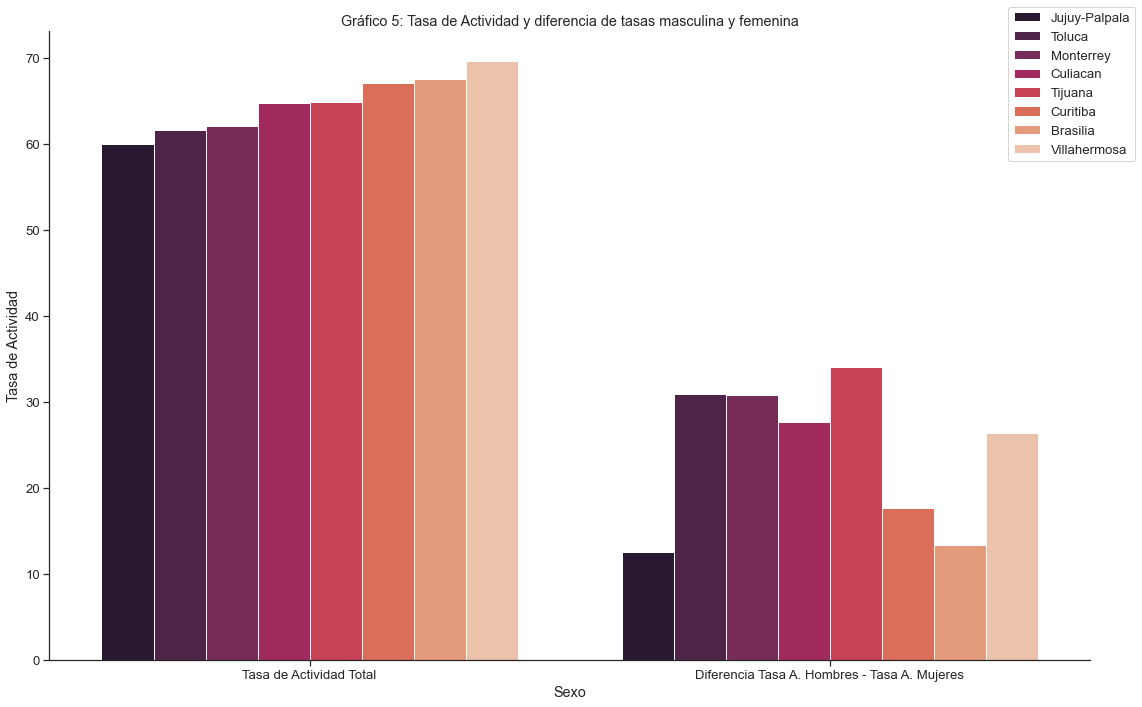 Gráfico 5: Tasa de Actividad y diferencia de tasas masculina y femenina
Jujuy-Palpala
Toluca
Monterrey
Culiacan
Tijuana
Curitiba
Brasilia
Villahermosa
Tasa de Actividad
70
60
50
40
30
20
10
0
Tasa de Actividad Total
Diferencia Tasa A. Hombres - Tasa A. Mujeres
Sexo